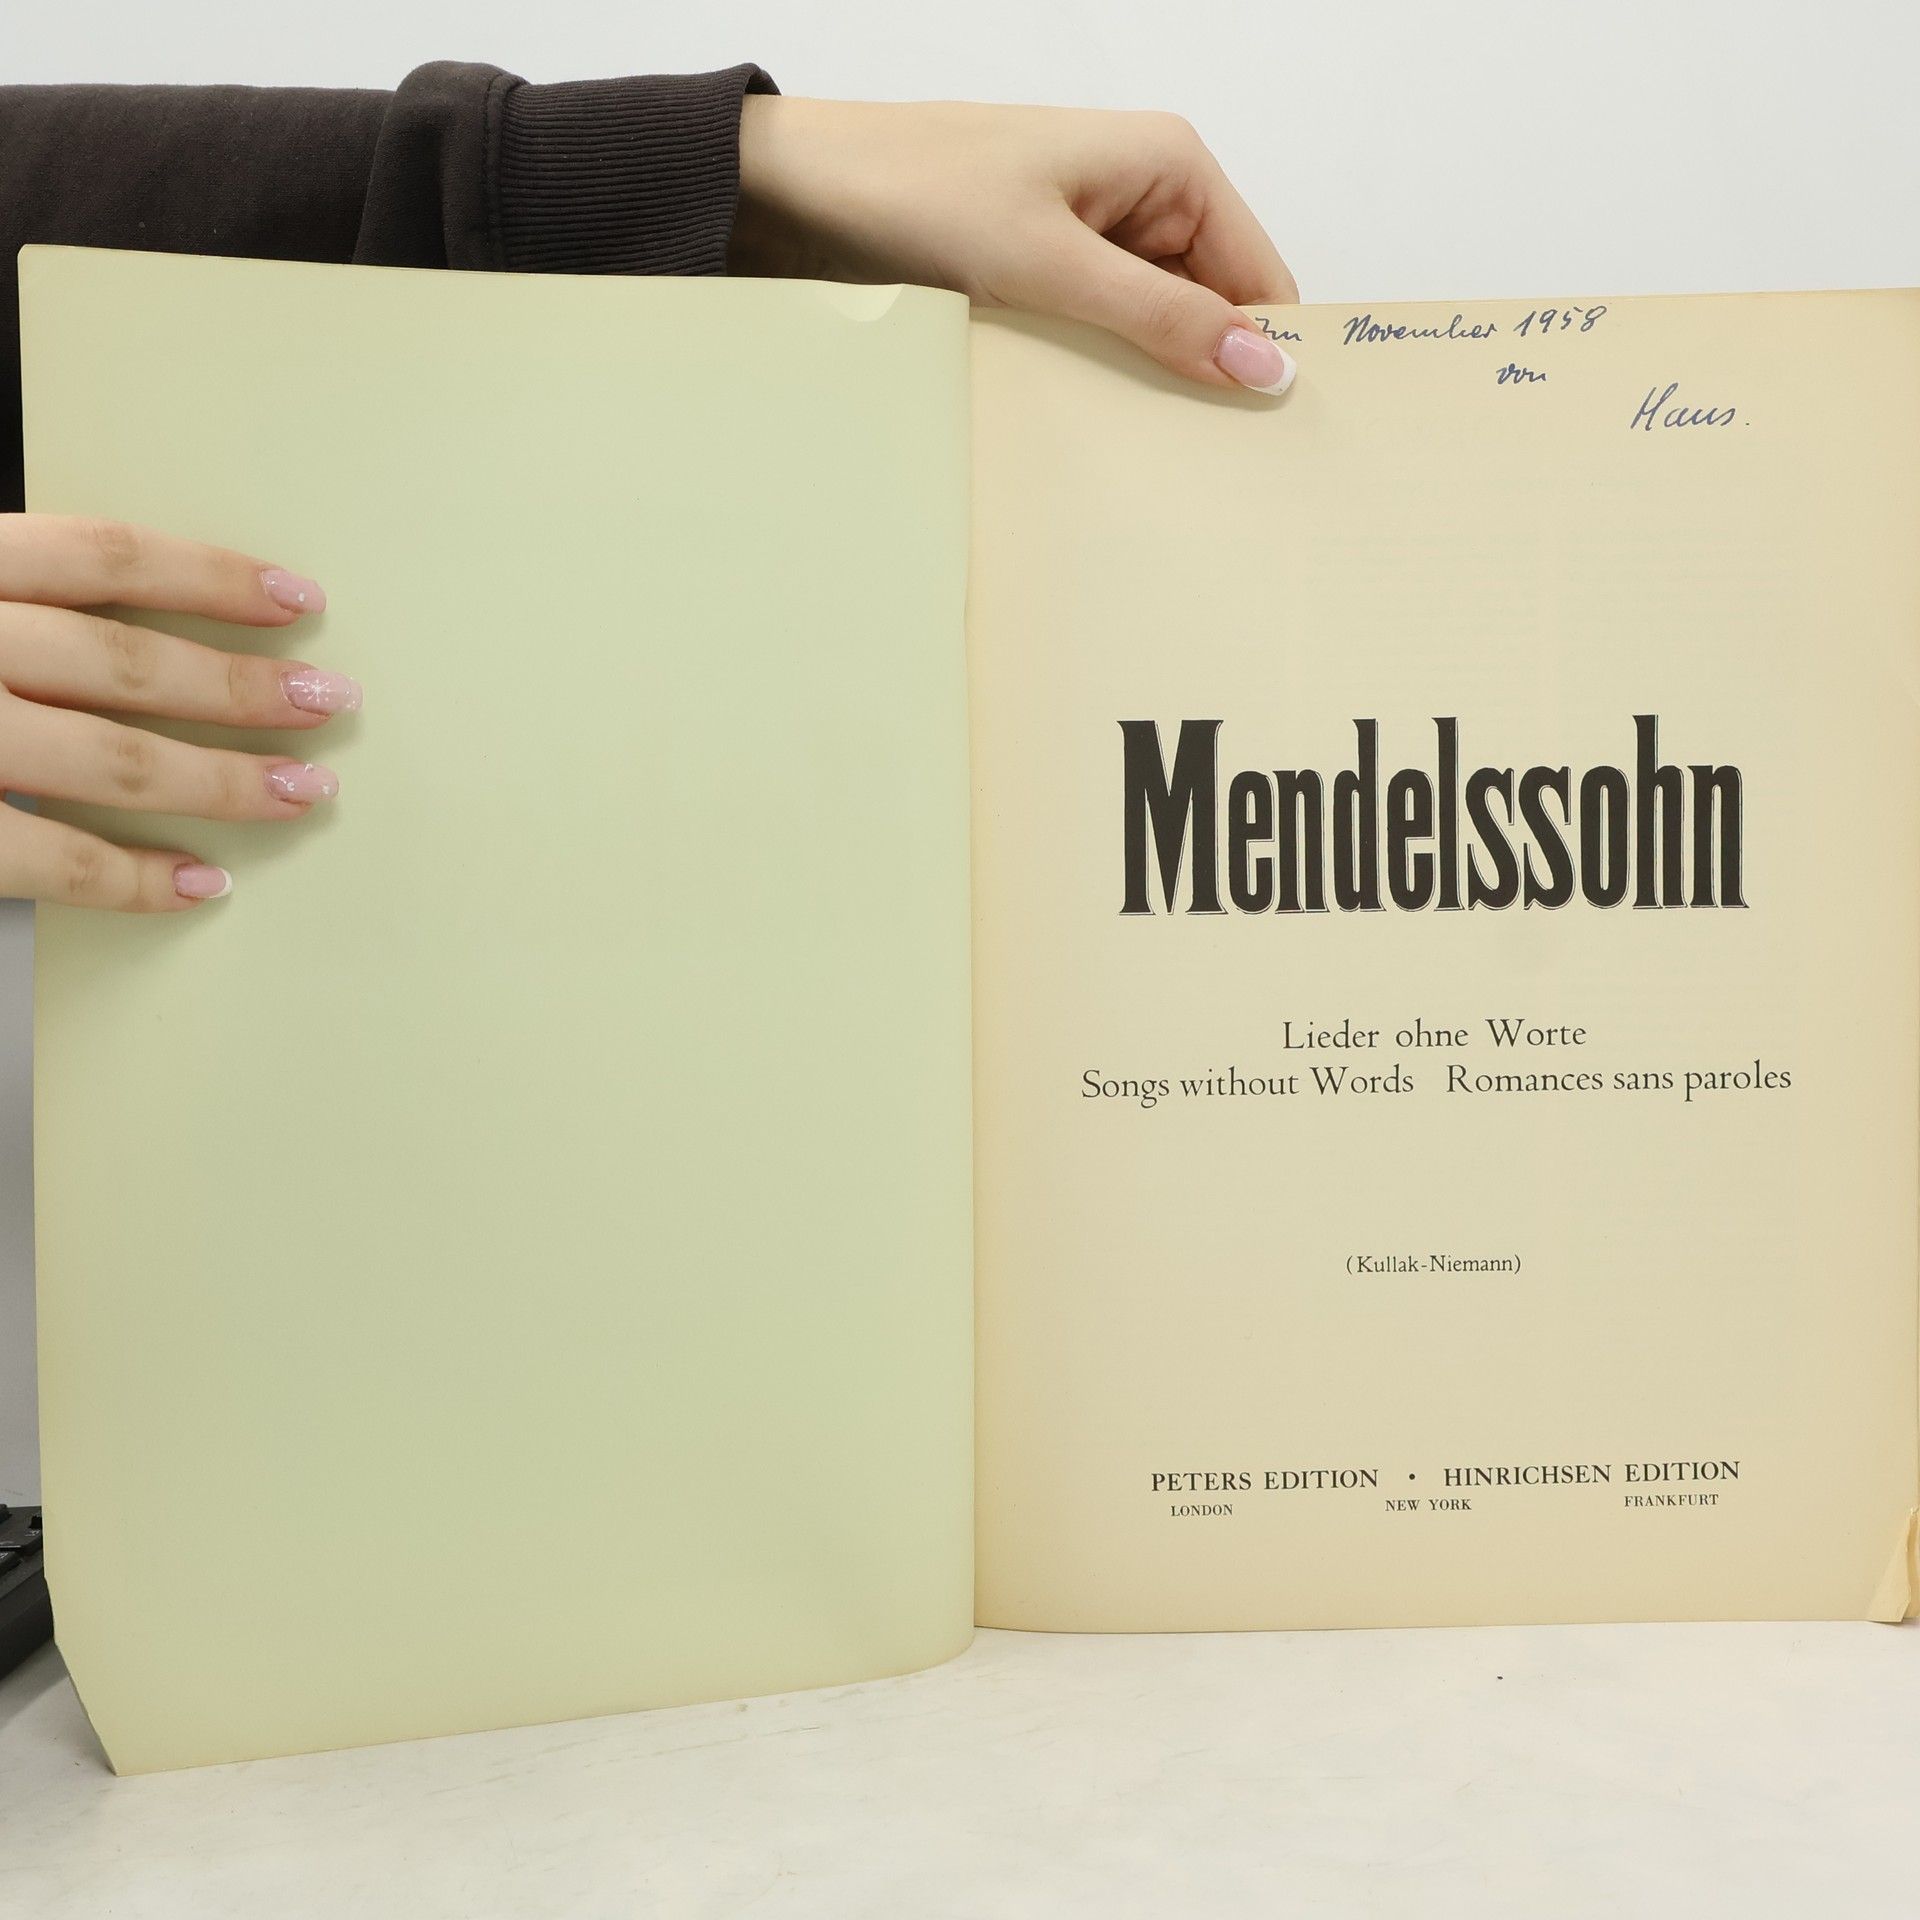 Im November 1958
von
Hans.
Mendelssohn
Lieder ohne Worte
Songs without Words Romances sans paroles
(Kullak-Niemann)
PETERS EDITION • HINRICHSEN EDITION
LONDON NEW YORK FRANKFURT